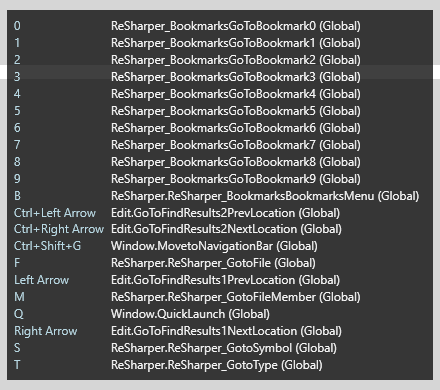 0 ReSharper_BookmarksGoToBookmark0 (Global)
1 ReSharper_BookmarksGoToBookmark1 (Global)
2 ReSharper_BookmarksGoToBookmark2 (Global)
3 ReSharper_BookmarksGoToBookmark3 (Global)
4 ReSharper_BookmarksGoToBookmark4 (Global)
5 ReSharper_BookmarksGoToBookmark5 (Global)
6 ReSharper_BookmarksGoToBookmark6 (Global)
7 ReSharper_BookmarksGoToBookmark7 (Global)
8 ReSharper_BookmarksGoToBookmark8 (Global)
9 ReSharper_BookmarksGoToBookmark9 (Global)
B ReSharper.ReSharper_BookmarksBookmarksMenu (Global)
Ctrl+Left Arrow Edit.GoToFindResults2PrevLocation (Global)
Ctrl+Right Arrow Edit.GoToFindResults2NextLocation (Global)
Ctrl+Shift+G Window.MovetoNavigationBar (Global)
F ReSharper.ReSharper_GotoFile (Global)
Left Arrow Edit.GoToFindResults1PrevLocation (Global)
M ReSharper.ReSharper_GotoFileMember (Global)
Q Window.QuickLaunch (Global)
Right Arrow Edit.GoToFindResults1NextLocation (Global)
S ReSharper.ReSharper_GotoSymbol (Global)
T ReSharper.ReSharper_GotoType (Global)